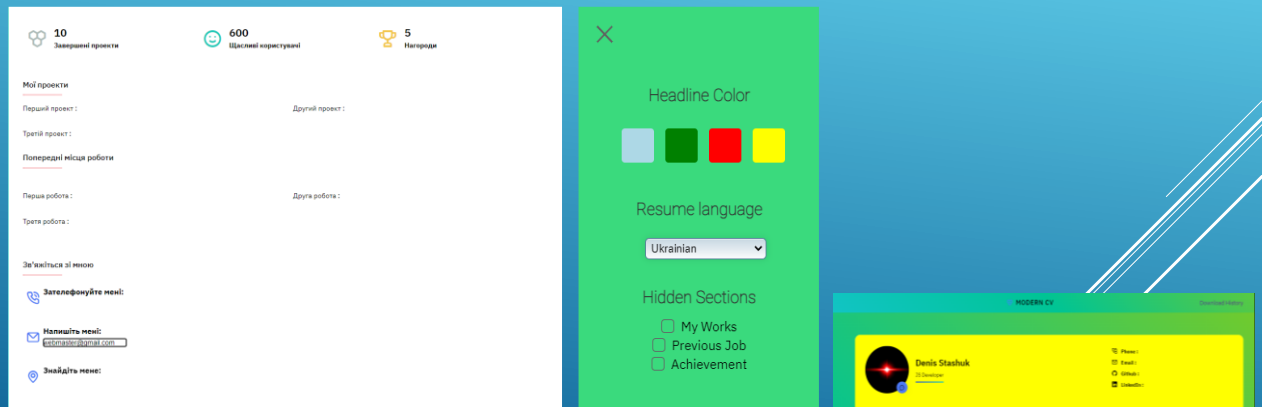 10
Завершені проекти
600
Щасливі користувачі
5
Нагороди
Мої проекти
Перший проект :
Другий проект :
Третій проект :
Попередні місця роботи
Перша робота :
Друга робота :
Третя робота :
Зв'яжіться зі мною
Зателефонуйте мені:
Напишіть мені:
webmaster@gmail.com
Знайдіть мене:
Headline Color
Resume language
Ukrainian
Hidden Sections
My Works
Previous Job
Achievement
MODERN CV
Download History
Denis Stashuk
JS Developer
Phone :
Email :
Github :
LinkedIn :